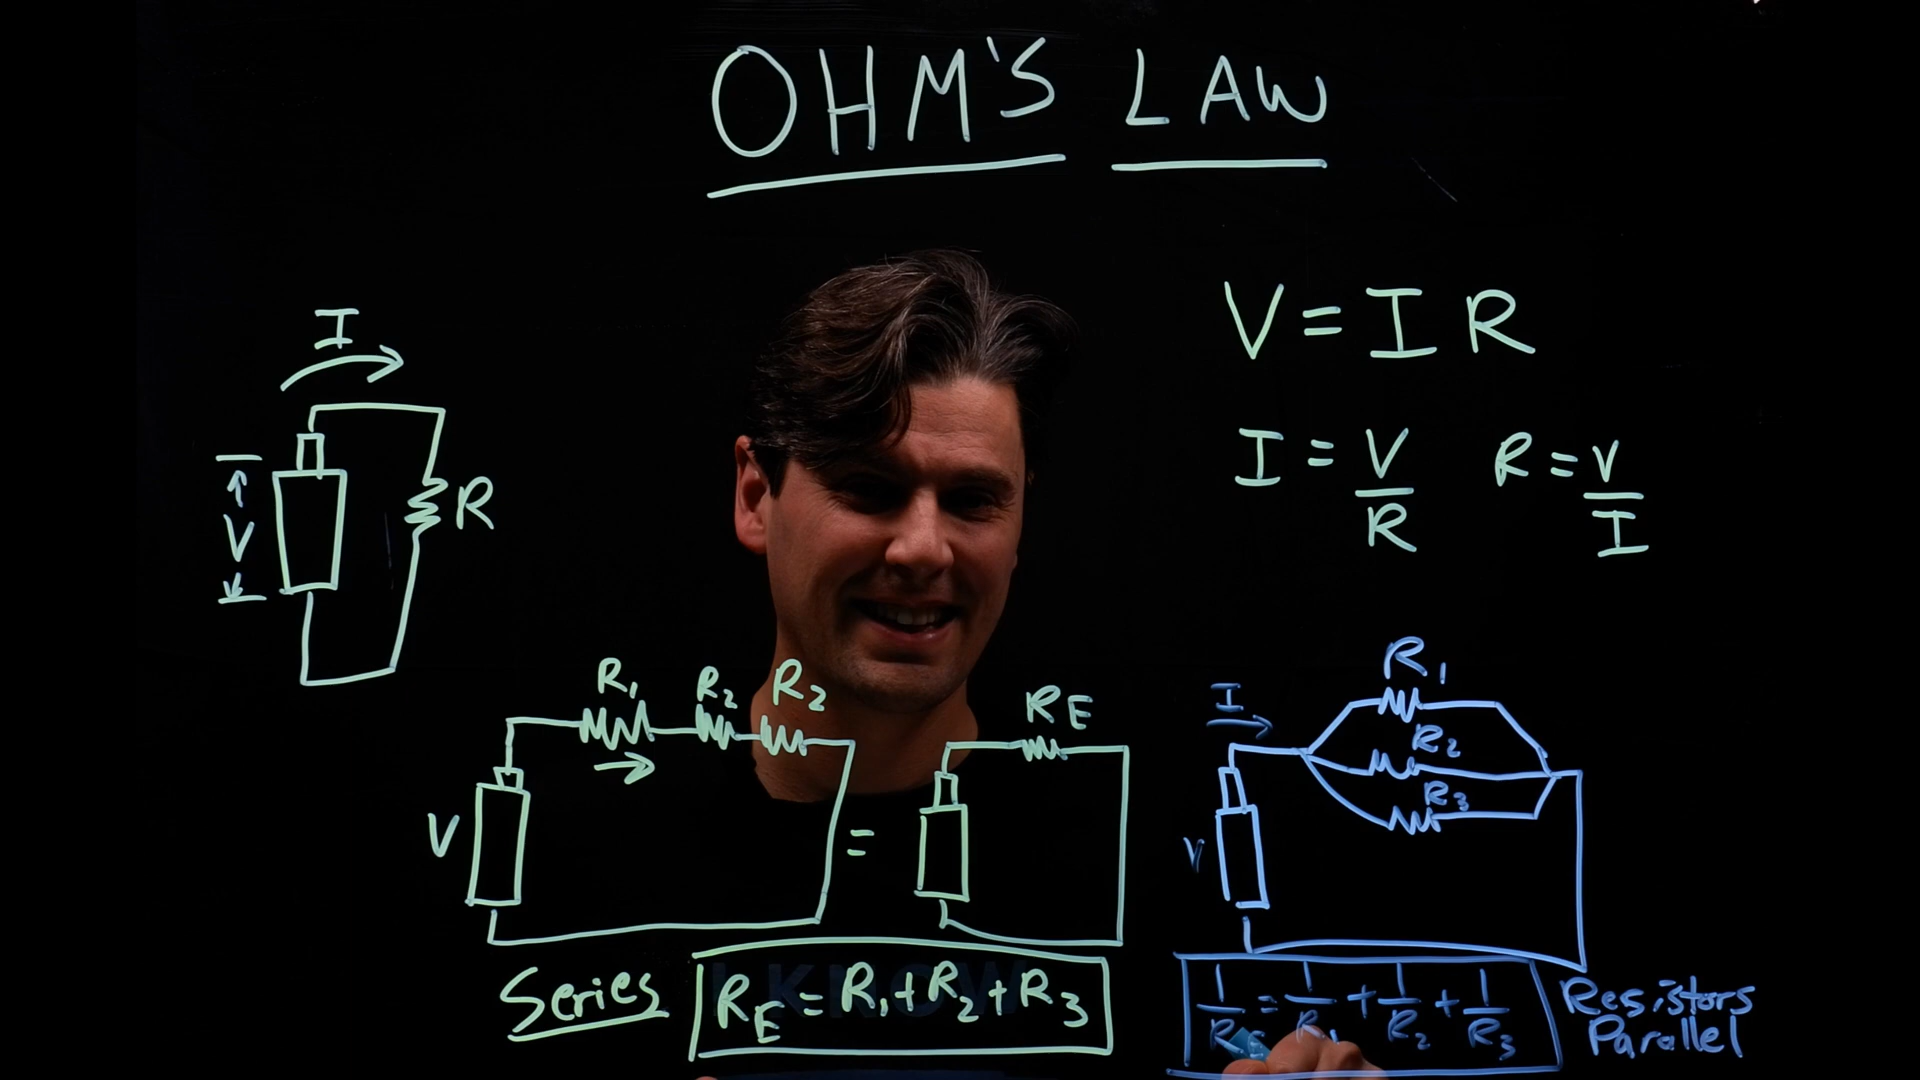 OHM'S LAW
I
V
R
V = I R
I = V/R
R = V/I
R1 R2 R2
V
=
RE
Series
RE = R1 + R2 + R3
I
R1
R2
R3
V
1/RE = 1/R1 + 1/R2 + 1/R3
Resistors
Parallel